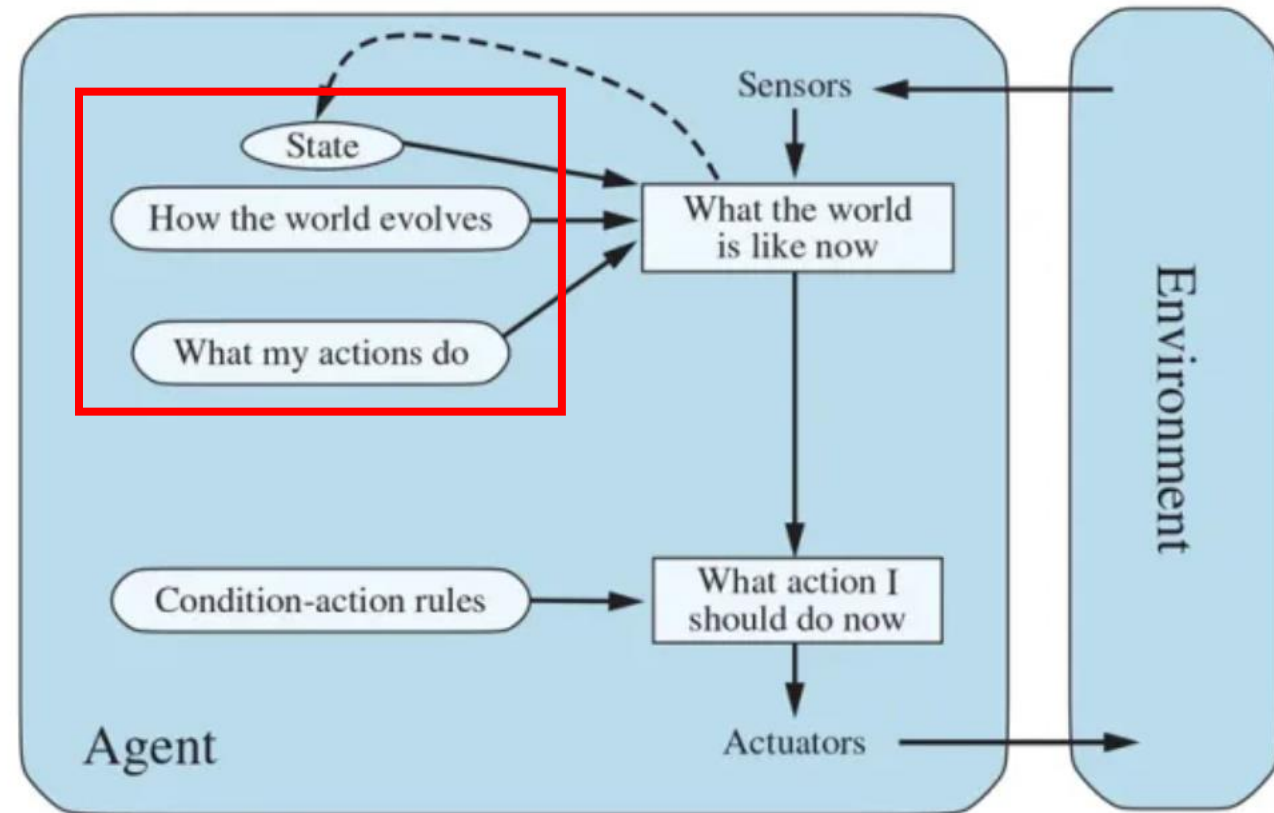 Sensors
State
How the world evolves
What the world
is like now
What my actions do
Condition-action rules
What action I
should do now
Agent
Actuators
Environment